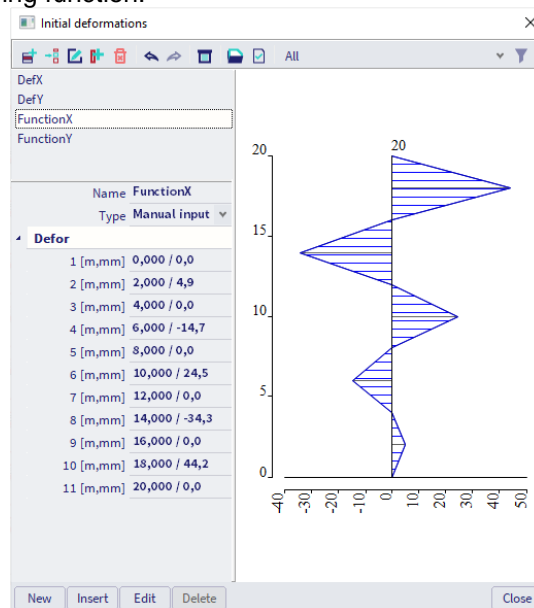 ing function.
Initial deformations
All
DefX
DefY
FunctionX
FunctionY
Name FunctionX
Type Manual input
Defor
1 [m,mm] 0,000 / 0,0
2 [m,mm] 2,000 / 4,9
3 [m,mm] 4,000 / 0,0
4 [m,mm] 6,000 / -14,7
5 [m,mm] 8,000 / 0,0
6 [m,mm] 10,000 / 24,5
7 [m,mm] 12,000 / 0,0
8 [m,mm] 14,000 / -34,3
9 [m,mm] 16,000 / 0,0
10 [m,mm] 18,000 / 44,2
11 [m,mm] 20,000 / 0,0
20
20
15
10
5
0
-40 -30 -20 -10 0 10 20 30 40 50
New Insert Edit Delete Close